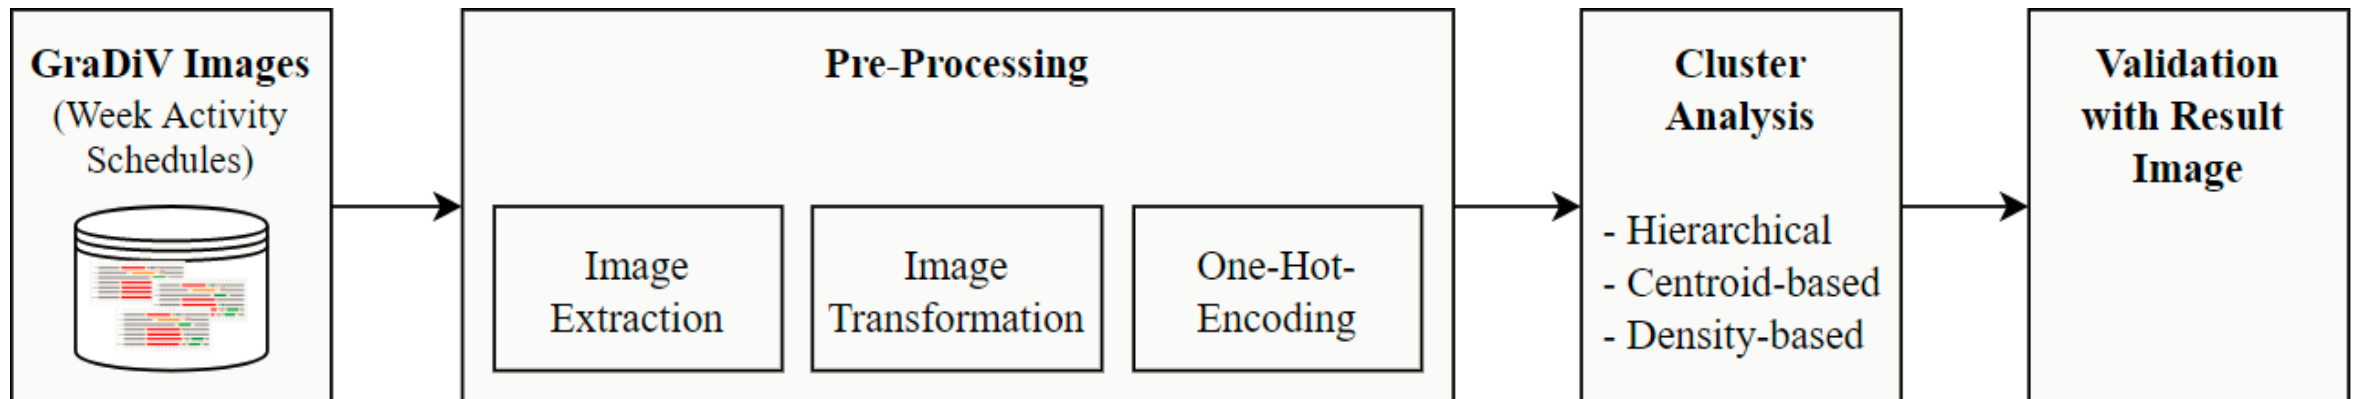 GraDiV Images
(Week Activity
Schedules)
Pre-Processing
Image
Extraction
Image
Transformation
One-Hot-
Encoding
Cluster
Analysis
- Hierarchical
- Centroid-based
- Density-based
Validation
with Result
Image